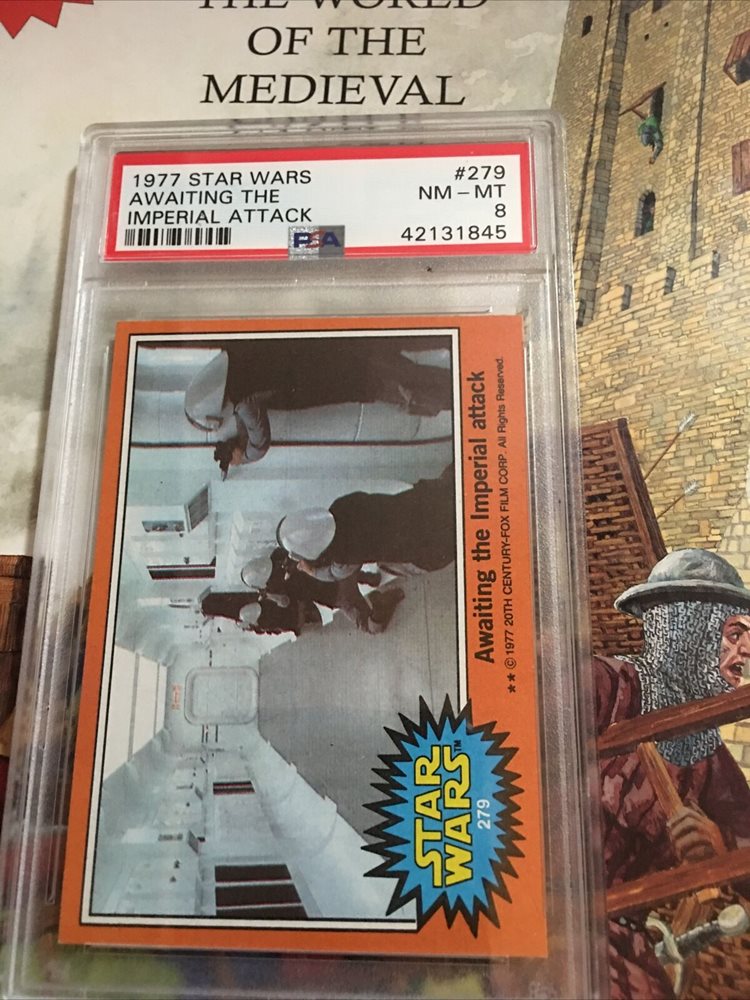 THE WORLD
OF THE
MEDIEVAL
1977 STAR WARS
AWAITING THE
IMPERIAL ATTACK
#279
NM-MT
8
42131845
PSA
Awaiting the Imperial attack
★★ © 1977 20TH CENTURY-FOX FILM CORP. All Rights Reserved.
STAR
WARS™
279